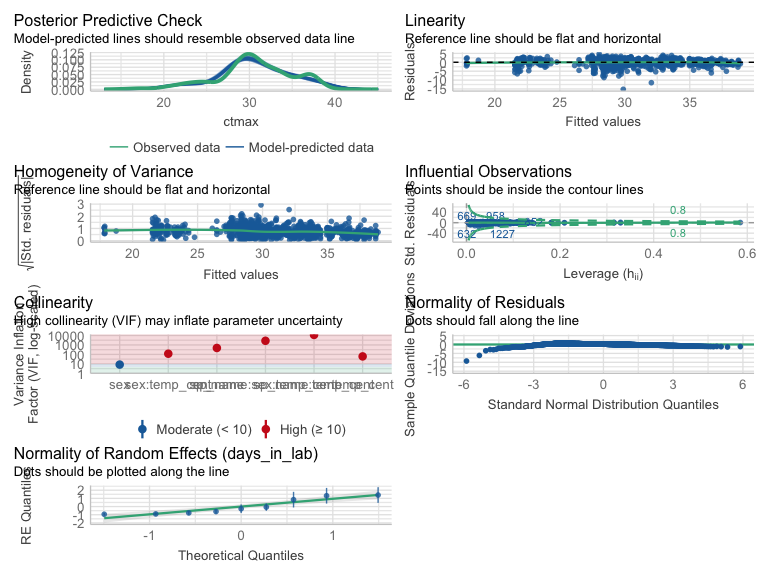 Posterior Predictive Check
Model-predicted lines should resemble observed data line
Density
0.125
0.100
0.075
0.050
0.025
0.000
20
30
40
ctmax
Observed data
Model-predicted data
Linearity
Reference line should be flat and horizontal
Residuals
5
0
-5
-10
-15
20
25
30
35
Fitted values
Homogeneity of Variance
Reference line should be flat and horizontal
√|Std. residuals|
3
2
1
0
20
25
30
35
Fitted values
Influential Observations
Points should be inside the contour lines
Std. Residuals
40
0
-40
669
958
632
1227
0.8
0.8
0.0
0.2
0.4
0.6
Leverage (hii)
Collinearity
High collinearity (VIF) may inflate parameter uncertainty
Variance Inflation
Factor (VIF, log-scaled)
10000
1000
100
10
1
sex
Moderate (< 10)
High (≥ 10)
Normality of Residuals
Dots should fall along the line
Sample Quantile Deviations
5
0
-5
-10
-15
-6
-3
0
3
6
Standard Normal Distribution Quantiles
Normality of Random Effects (days_in_lab)
Dots should be plotted along the line
RE Quantiles
2
1
0
-1
-2
-1
0
1
Theoretical Quantiles